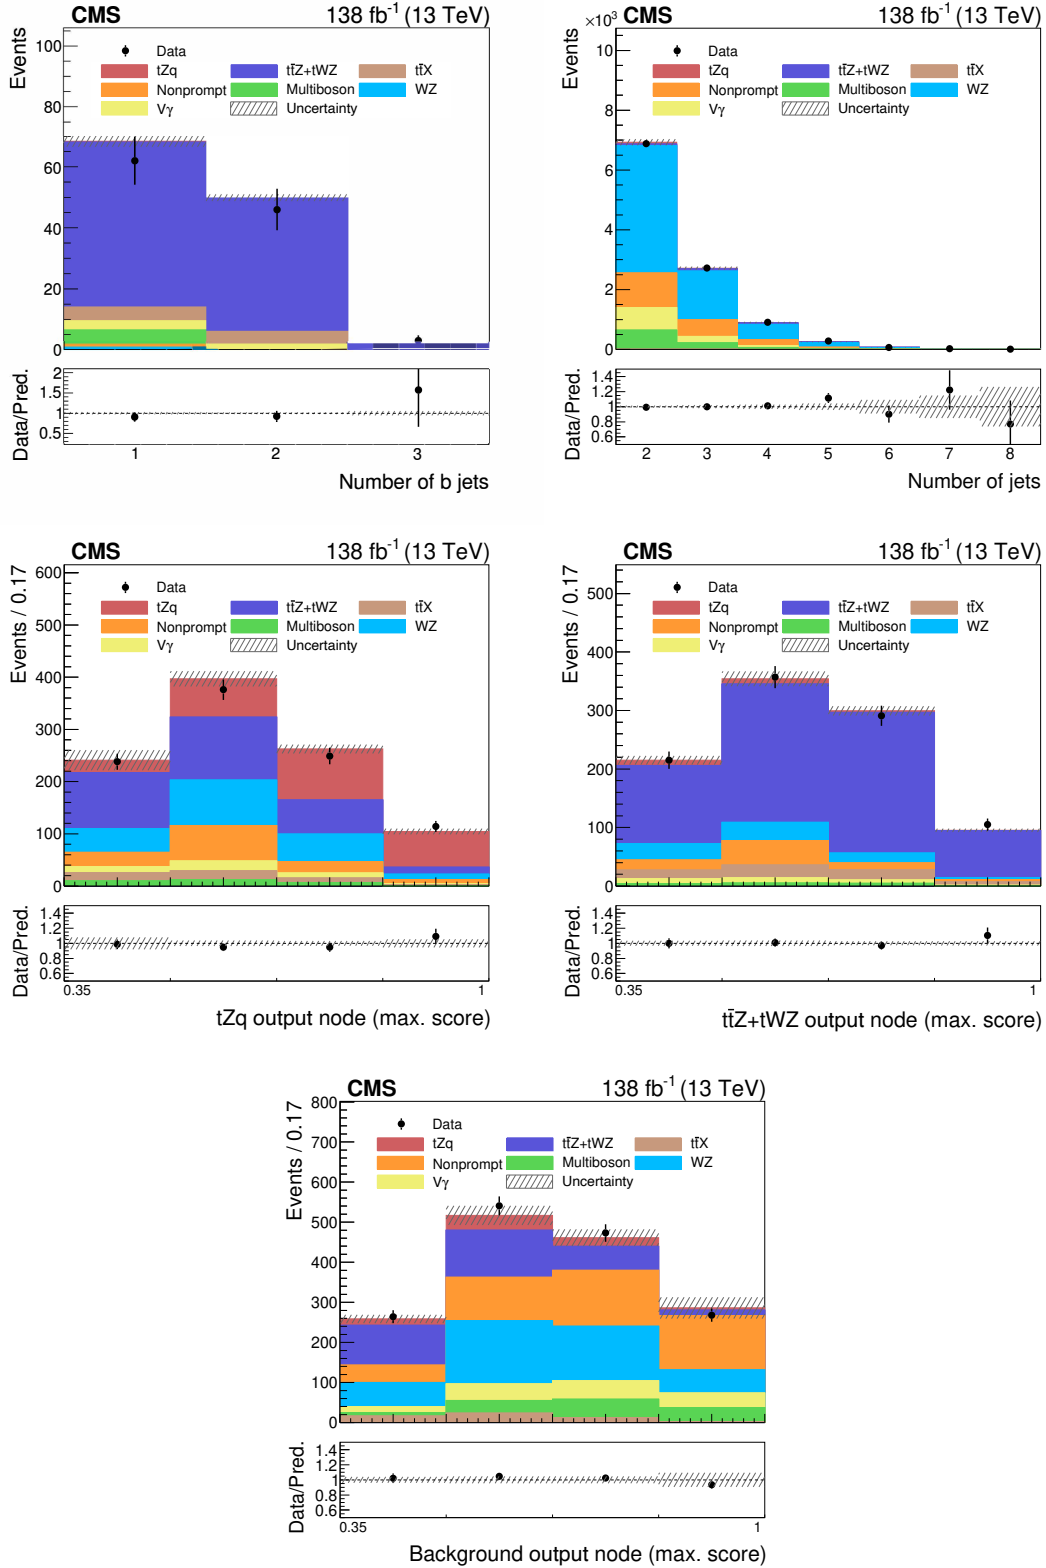 CMS 138 fb⁻¹ (13 TeV)
Events
100
80
60
40
20
0
Data
tZq tt̄Z+tWZ tt̄X
Nonprompt Multiboson WZ
Vγ Uncertainty
Data/Pred.
2
1.5
1
0.5
1 2 3
Number of b jets
CMS 138 fb⁻¹ (13 TeV)
×10³
Events
10
8
6
4
2
0
Data
tZq tt̄Z+tWZ tt̄X
Nonprompt Multiboson WZ
Vγ Uncertainty
Data/Pred.
1.4
1.2
1
0.8
0.6
2 3 4 5 6 7 8
Number of jets
CMS 138 fb⁻¹ (13 TeV)
Events / 0.17
600
500
400
300
200
100
0
Data
tZq tt̄Z+tWZ tt̄X
Nonprompt Multiboson WZ
Vγ Uncertainty
Data/Pred.
1.4
1.2
1
0.8
0.6
0.35 1
tZq output node (max. score)
CMS 138 fb⁻¹ (13 TeV)
Events / 0.17
500
400
300
200
100
0
Data
tZq tt̄Z+tWZ tt̄X
Nonprompt Multiboson WZ
Vγ Uncertainty
Data/Pred.
1.4
1.2
1
0.8
0.6
0.35 1
tt̄Z+tWZ output node (max. score)
CMS 138 fb⁻¹ (13 TeV)
Events / 0.17
800
700
600
500
400
300
200
100
0
Data
tZq tt̄Z+tWZ tt̄X
Nonprompt Multiboson WZ
Vγ Uncertainty
Data/Pred.
1.4
1.2
1
0.8
0.6
0.35 1
Background output node (max. score)